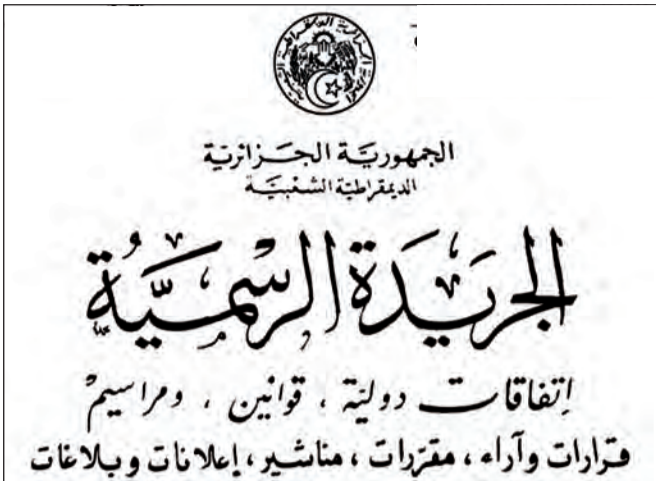 الجمهورية الجزائرية
الديمقراطية الشعبية
الجريدة الرسمية
إتفاقات دولية ، قوانين ، ومراسيم
قرارات وآراء ، مقررات ، مناشير ، إعلانات وبلاغات